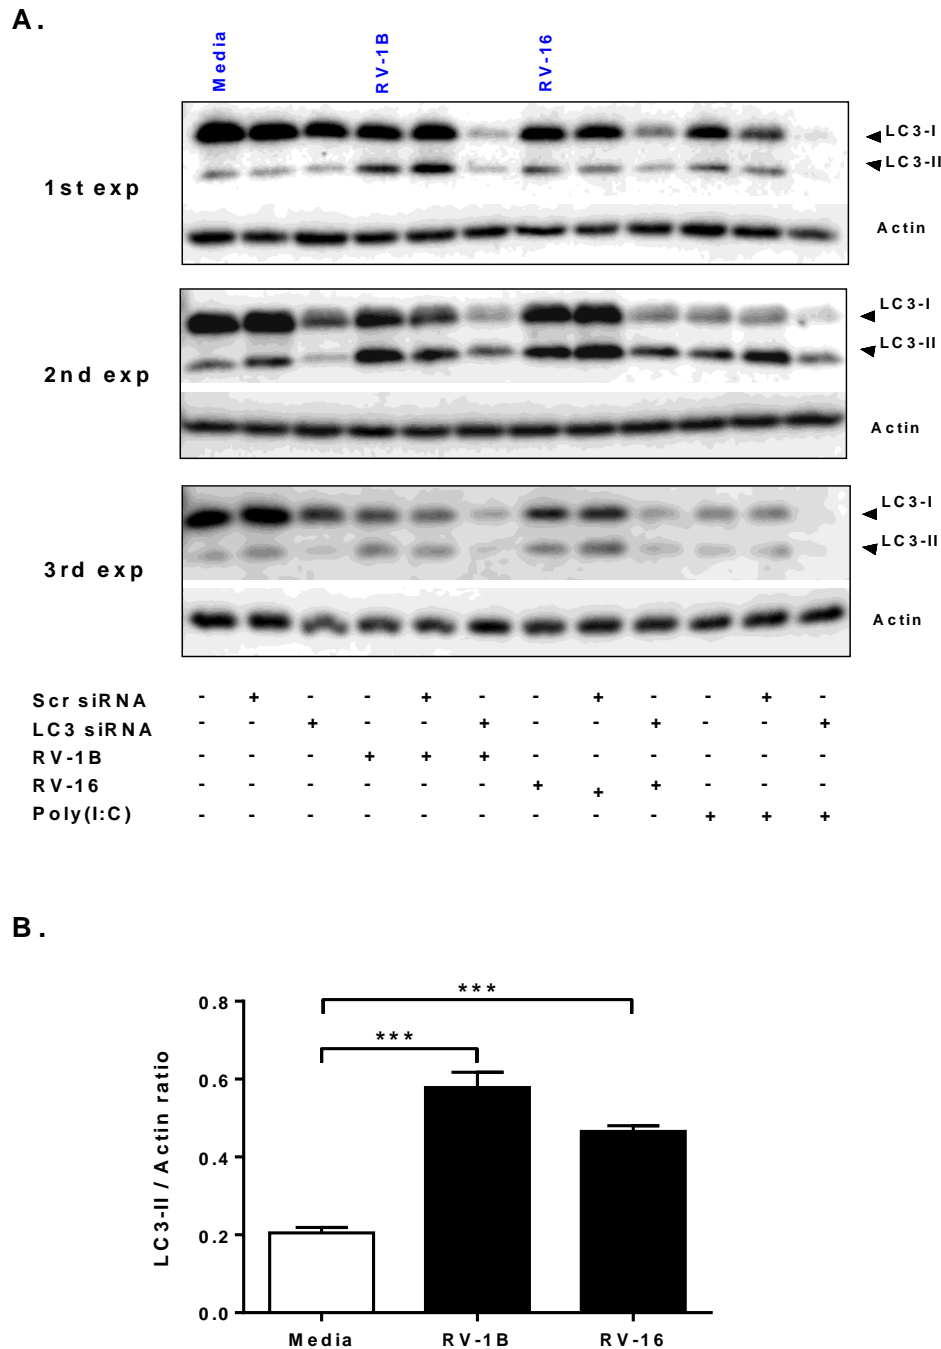 A.
Media
RV-1B
RV-16
LC3-I
LC3-II
1st exp
Actin
LC3-I
LC3-II
2nd exp
Actin
LC3-I
LC3-II
3rd exp
Actin
Scr siRNA - + - - + - - + - - + -
LC3 siRNA - - + - - + - - + - - +
RV-1B - - - + + + - - - - - -
RV-16 - - - - - - + + + - - -
Poly(I:C) - - - - - - - - - + + +
B.
LC3-II / Actin ratio
0.8
0.6
0.4
0.2
0.0
***
***
Media RV-1B RV-16